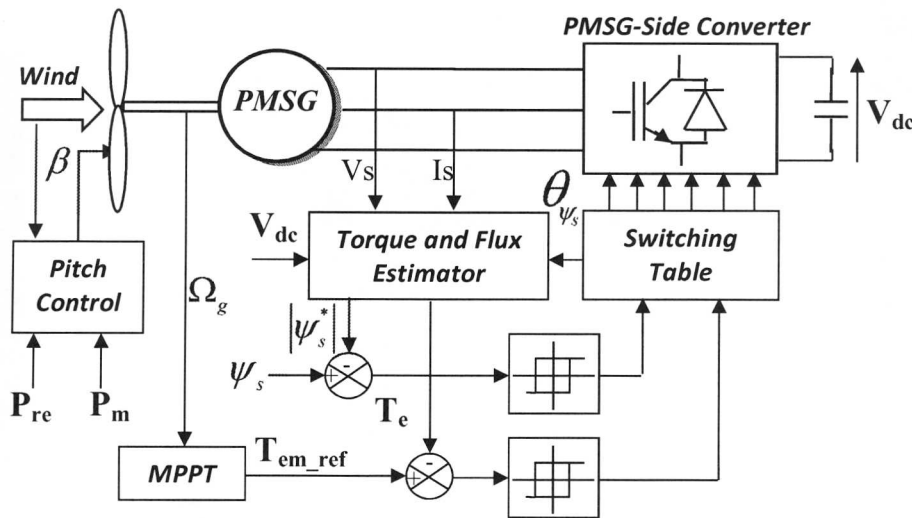 PMSG-Side Converter
Wind
PMSG
V_dc
β
Vs
Is
θ_ψs
V_dc
Torque and Flux
Estimator
Switching
Table
Pitch
Control
Ω_g
|ψ_s^*|
-
ψ_s
+
T_e
P_re
P_m
MPPT
T_em_ref
-
+